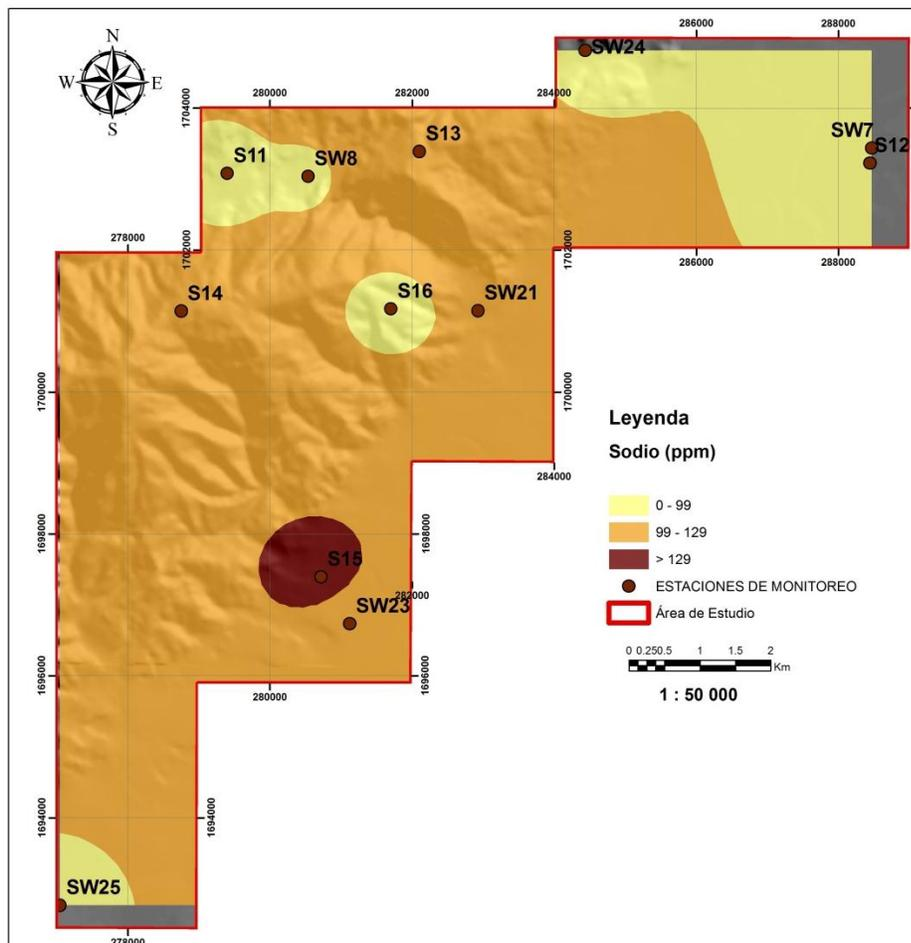 286000
288000
N
W
E
S
SW24
280000
282000
284000
1704000
SW7
S12
S13
S11
SW8
278000
1702000
1702000
286000
288000
S14
S16
SW21
1700000
1700000
Leyenda
Sodio (ppm)
284000
0 - 99
1698000
1698000
99 - 129
> 129
S15
ESTACIONES DE MONITOREO
282000
SW23
Área de Estudio
0 0.250.5 1 1.5 2
Km
1696000
1696000
280000
1 : 50 000
1694000
1694000
SW25
278000